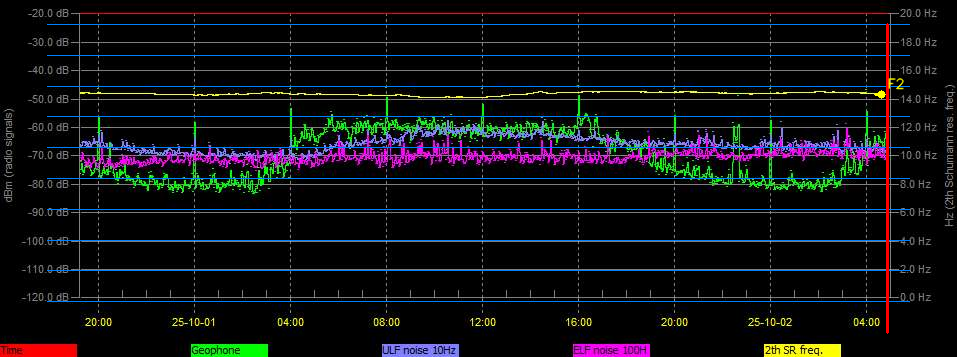 -20.0 dB 20.0 Hz
-30.0 dB 18.0 Hz
-40.0 dB 16.0 Hz
F2
-50.0 dB 14.0 Hz
-60.0 dB 12.0 Hz
-70.0 dB 10.0 Hz
-80.0 dB 8.0 Hz
-90.0 dB 6.0 Hz
-100.0 dB 4.0 Hz
-110.0 dB 2.0 Hz
-120.0 dB 0.0 Hz
dBm (radio signals)
Hz (2th Schumann res. freq.)
20:00 25-10-01 04:00 08:00 12:00 16:00 20:00 25-10-02 04:00
Time Geophone ULF noise 10Hz ELF noise 100H 2th SR freq.